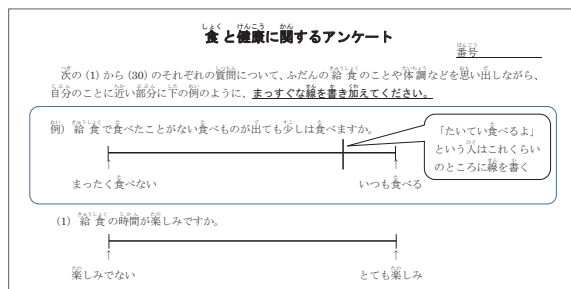 食と健康に関するアンケート
番号
次の (1) から (30) のそれぞれの質問について、ふだんの給食のことや体調などを思い出しながら、
自分のことに近い部分に下の例のように、まっすぐな線を書き加えてください。
例）給食で食べたことがない食べものが出ても少しは食べますか。
「たいてい食べるよ」
という人はこれくらい
のところに線を書く
↑ ↑
まったく食べない いつも食べる
(1) 給食の時間が楽しみですか。
↑ ↑
楽しみでない とても楽しみ